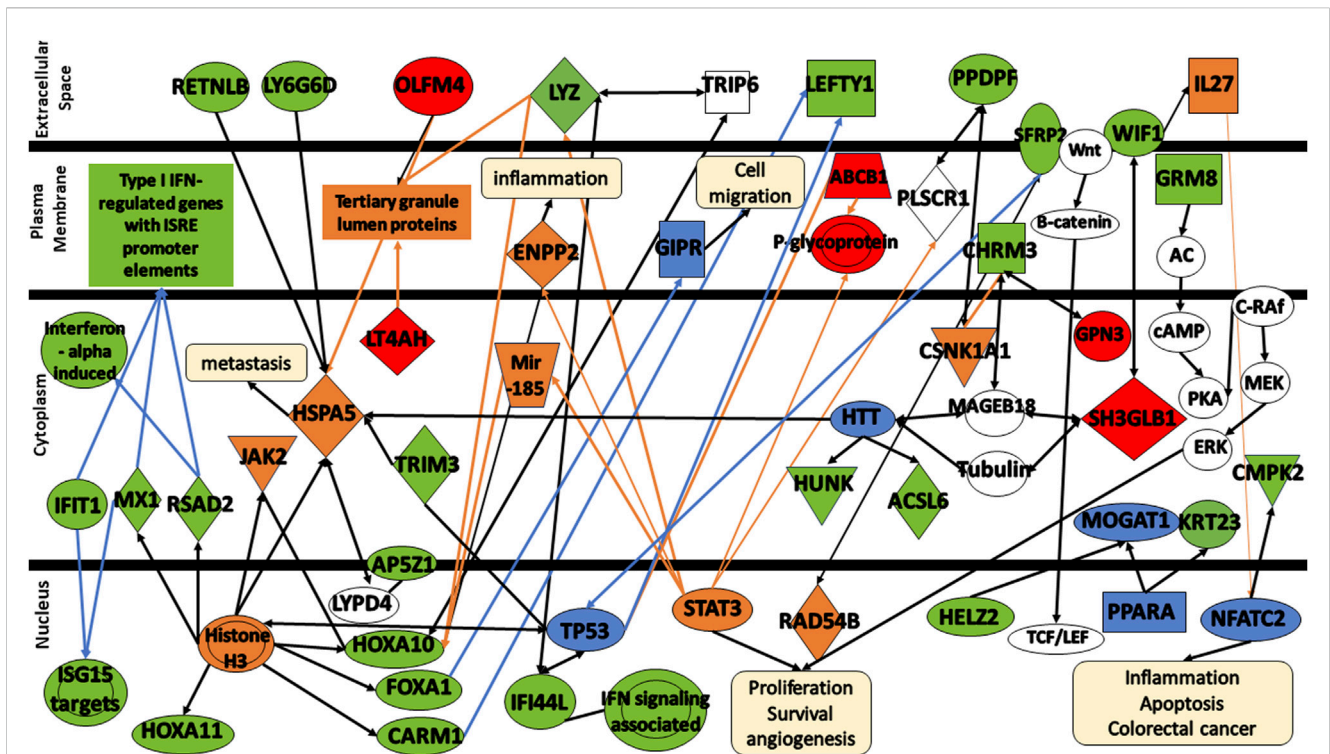 Extracellular
Space
RETNLB
LY6G6D
OLFM4
LYZ
TRIP6
LEFTY1
PPDPF
SFRP2
Wnt
WIF1
IL27
Plasma
Membrane
Type I IFN-
regulated genes
with ISRE
promoter
elements
Tertiary granule
lumen proteins
inflammation
ENPP2
GIPR
Cell
migration
ABCB1
P-glycoprotein
PLSCR1
CHRM3
B-catenin
GRM8
AC
Cytoplasm
Interferon
- alpha
induced
metastasis
LT4AH
HSPA5
JAK2
TRIM3
Mir
-185
IFIT1
MX1
RSAD2
HTT
HUNK
ACSL6
CSNK1A1
MAGEB18
Tubulin
GPN3
SH3GLB1
cAMP
PKA
C-RAf
MEK
ERK
CMPK2
MOGAT1
KRT23
Nucleus
AP5Z1
LYPD4
Histone
H3
HOXA10
FOXA1
CARM1
HOXA11
ISG15
targets
TP53
IFI44L
IFN signaling
associated
STAT3
RAD54B
Proliferation
Survival
angiogenesis
HELZ2
TCF/LEF
PPARA
NFATC2
Inflammation
Apoptosis
Colorectal cancer